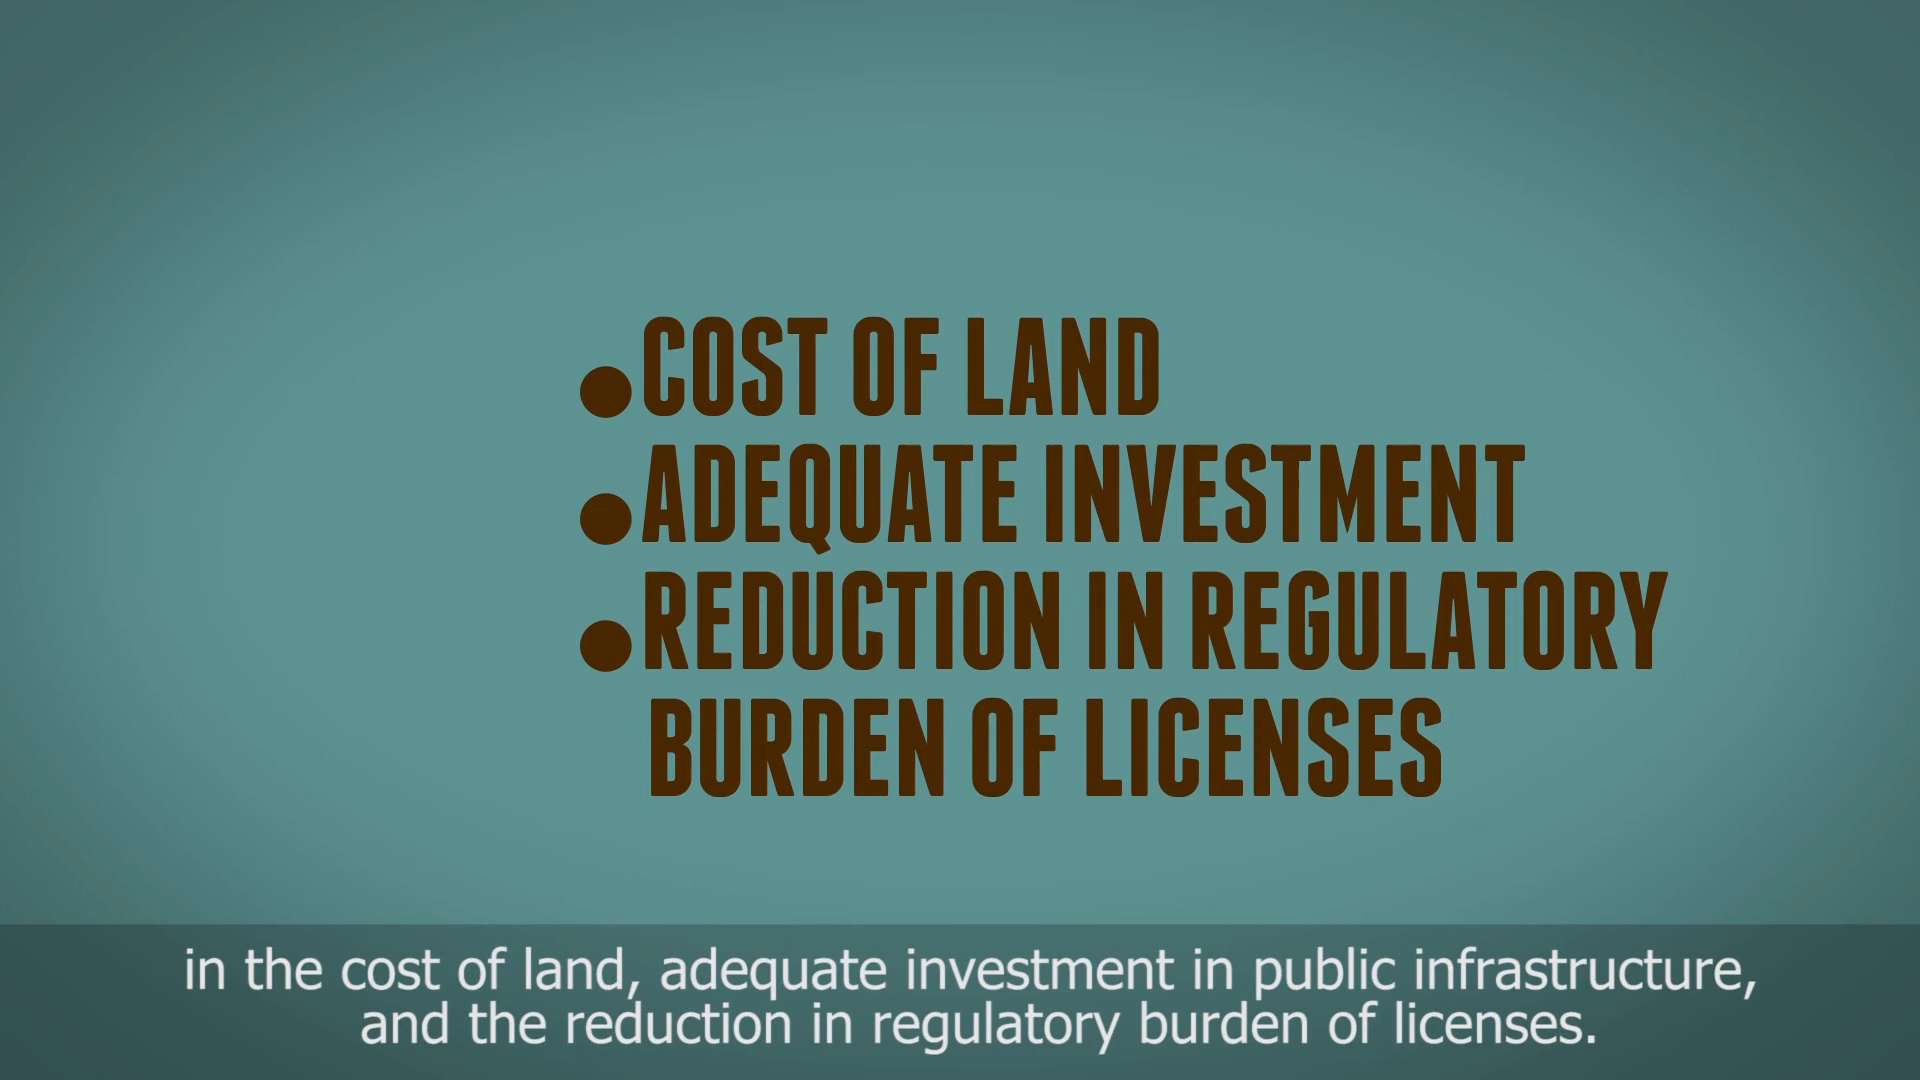 •COST OF LAND
•ADEQUATE INVESTMENT
•REDUCTION IN REGULATORY
BURDEN OF LICENSES
in the cost of land, adequate investment in public infrastructure,
and the reduction in regulatory burden of licenses.